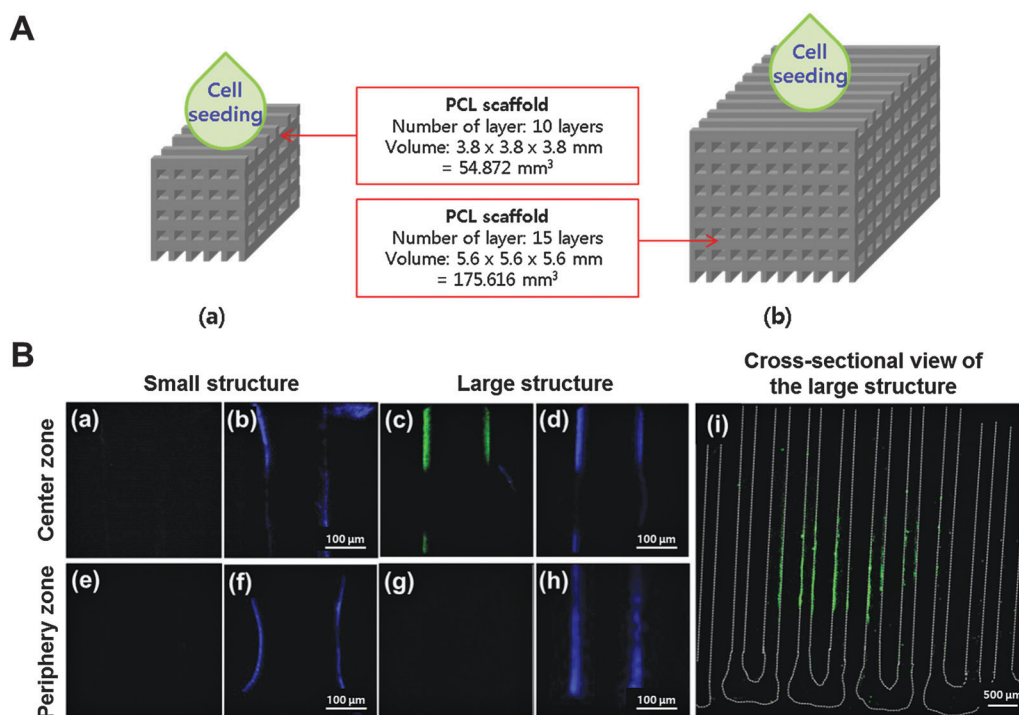 A
Cell
seeding
PCL scaffold
Number of layer: 10 layers
Volume: 3.8 x 3.8 x 3.8 mm
= 54.872 mm³
PCL scaffold
Number of layer: 15 layers
Volume: 5.6 x 5.6 x 5.6 mm
= 175.616 mm³
Cell
seeding
(a)
(b)
B
Small structure
Large structure
Cross-sectional view of
the large structure
Center zone
(a)
(b)
100 µm
(c)
(d)
100 µm
(i)
500 µm
Periphery zone
(e)
(f)
100 µm
(g)
(h)
100 µm